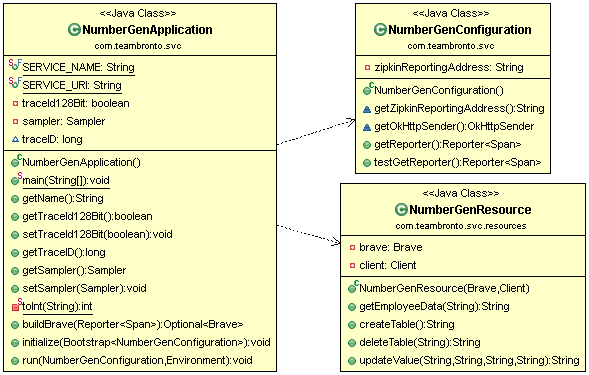 <<Java Class>>
NumberGenApplication
com.teambronto.svc
SERVICE_NAME: String
SERVICE_URI: String
traceId128Bit: boolean
sampler: Sampler
traceID: long
NumberGenApplication()
main(String[]):void
getName():String
getTraceId128Bit():boolean
setTraceId128Bit(boolean):void
getTraceID():long
getSampler():Sampler
setSampler(Sampler):void
toInt(String):int
buildBrave(Reporter<Span>):Optional<Brave>
initialize(Bootstrap<NumberGenConfiguration>):void
run(NumberGenConfiguration,Environment):void
<<Java Class>>
NumberGenConfiguration
com.teambronto.svc
zipkinReportingAddress: String
NumberGenConfiguration()
getZipkinReportingAddress():String
getOkHttpSender():OkHttpSender
getReporter():Reporter<Span>
testGetReporter():Reporter<Span>
<<Java Class>>
NumberGenResource
com.teambronto.svc.resources
brave: Brave
client: Client
NumberGenResource(Brave,Client)
getEmployeeData(String):String
createTable():String
deleteTable(String):String
updateValue(String,String,String,String):String